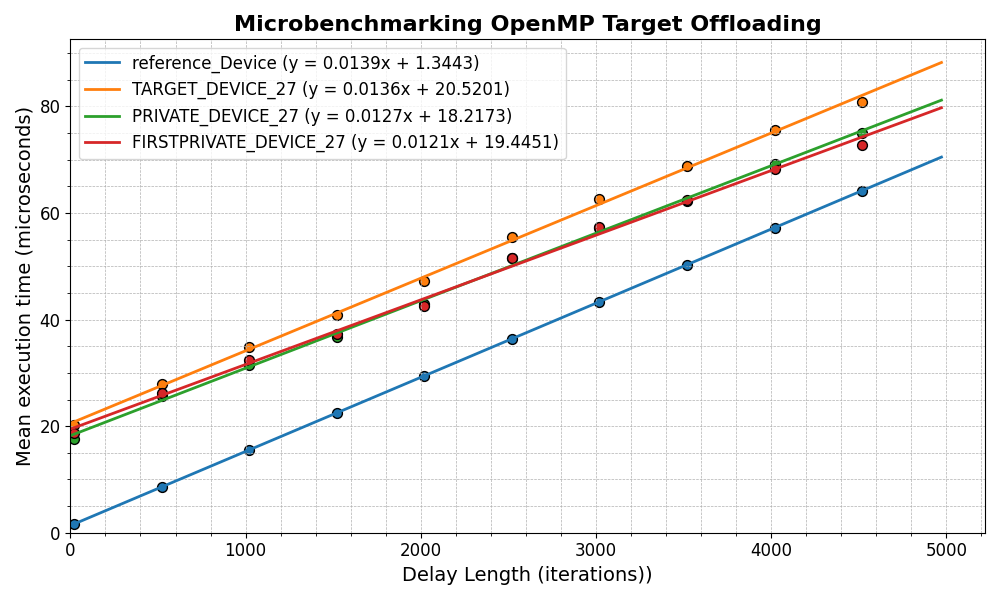 Microbenchmarking OpenMP Target Offloading
reference_Device (y = 0.0139x + 1.3443)
TARGET_DEVICE_27 (y = 0.0136x + 20.5201)
PRIVATE_DEVICE_27 (y = 0.0127x + 18.2173)
FIRSTPRIVATE_DEVICE_27 (y = 0.0121x + 19.4451)
Mean execution time (microseconds)
80
60
40
20
0
0 1000 2000 3000 4000 5000
Delay Length (iterations))